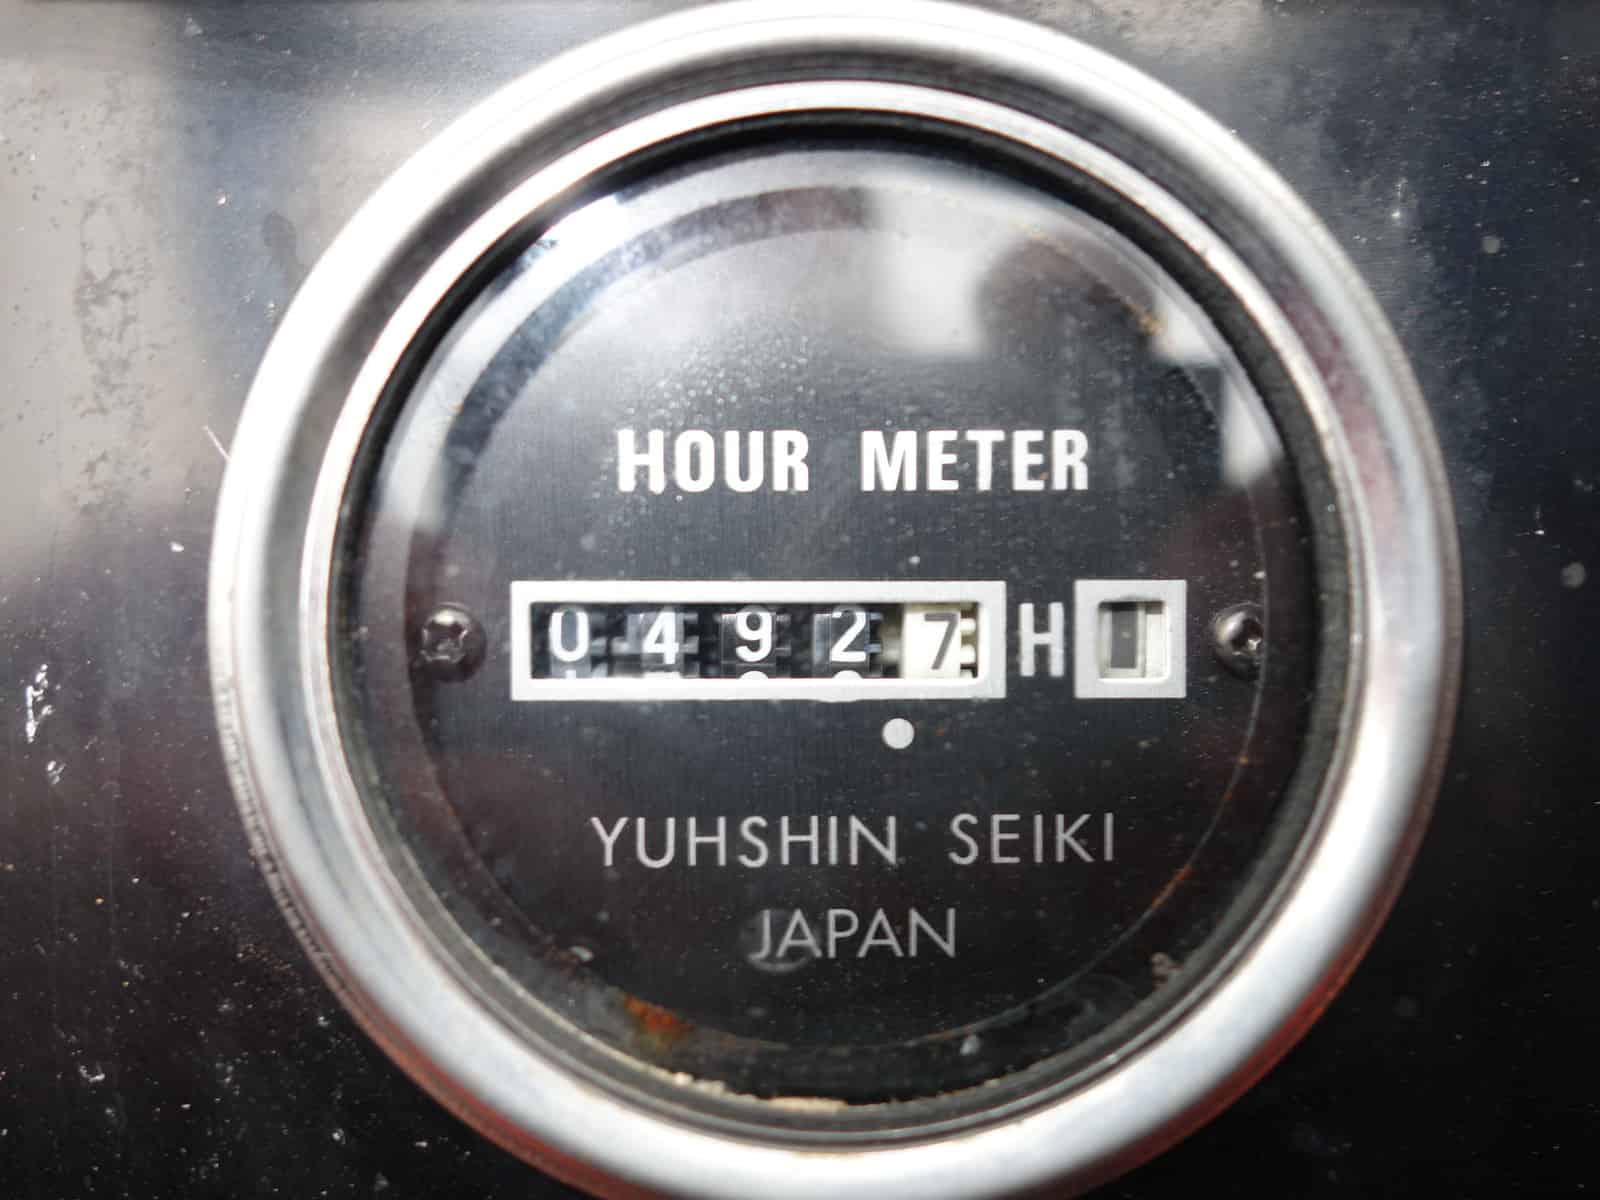 HOUR METER
04927 H
YUHSHIN SEIKI
JAPAN